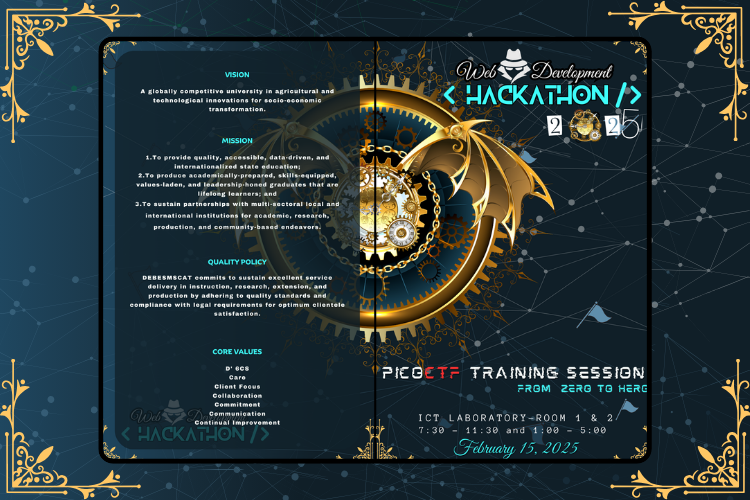 VISION
A globally competitive university in agricultural and
technological innovations for socio-economic
transformation.
MISSION
1.To provide quality, accessible, data-driven, and
internationalized state education;
2.To produce academically-prepared, skills-equipped,
values-laden, and leadership-honed graduates that are
lifelong learners; and
3.To sustain partnerships with multi-sectoral local and
international institutions for academic, research,
production, and community-based endeavors.
QUALITY POLICY
DEBESMSCAT commits to sustain excellent service
delivery in instruction, research, extension, and
production by adhering to quality standards and
compliance with legal requirements for optimum clientele
satisfaction.
CORE VALUES
D' 6CS
Care
Client Focus
Collaboration
Commitment
Communication
Continual Improvement
Web Development
< HACKATHON />
Web Development
< HACKATHON />
2 25
PICOCTF TRAINING SESSION
FROM ZERO TO HERO
ICT LABORATORY-ROOM 1 & 2
7:30 - 11:30 and 1:00 - 5:00
February 15, 2025